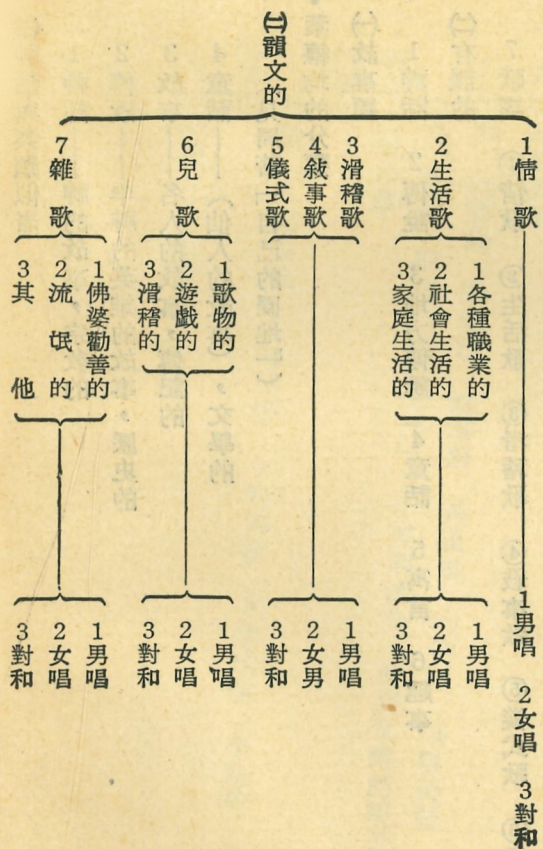 ㈡韻文的
1情歌
1男唱 2女唱 3對和
2生活歌
1各種職業的
2社會生活的
3家庭生活的
1男唱
2女唱
3對和
3滑稽歌
4敍事歌
5儀式歌
1男唱
2女男
3對和
6兒歌
1歌物的
2遊戲的
3滑稽的
1男唱
2女唱
3對和
7雜歌
1佛婆勸善的
2流氓的
3其他
1男唱
2女唱
3對和